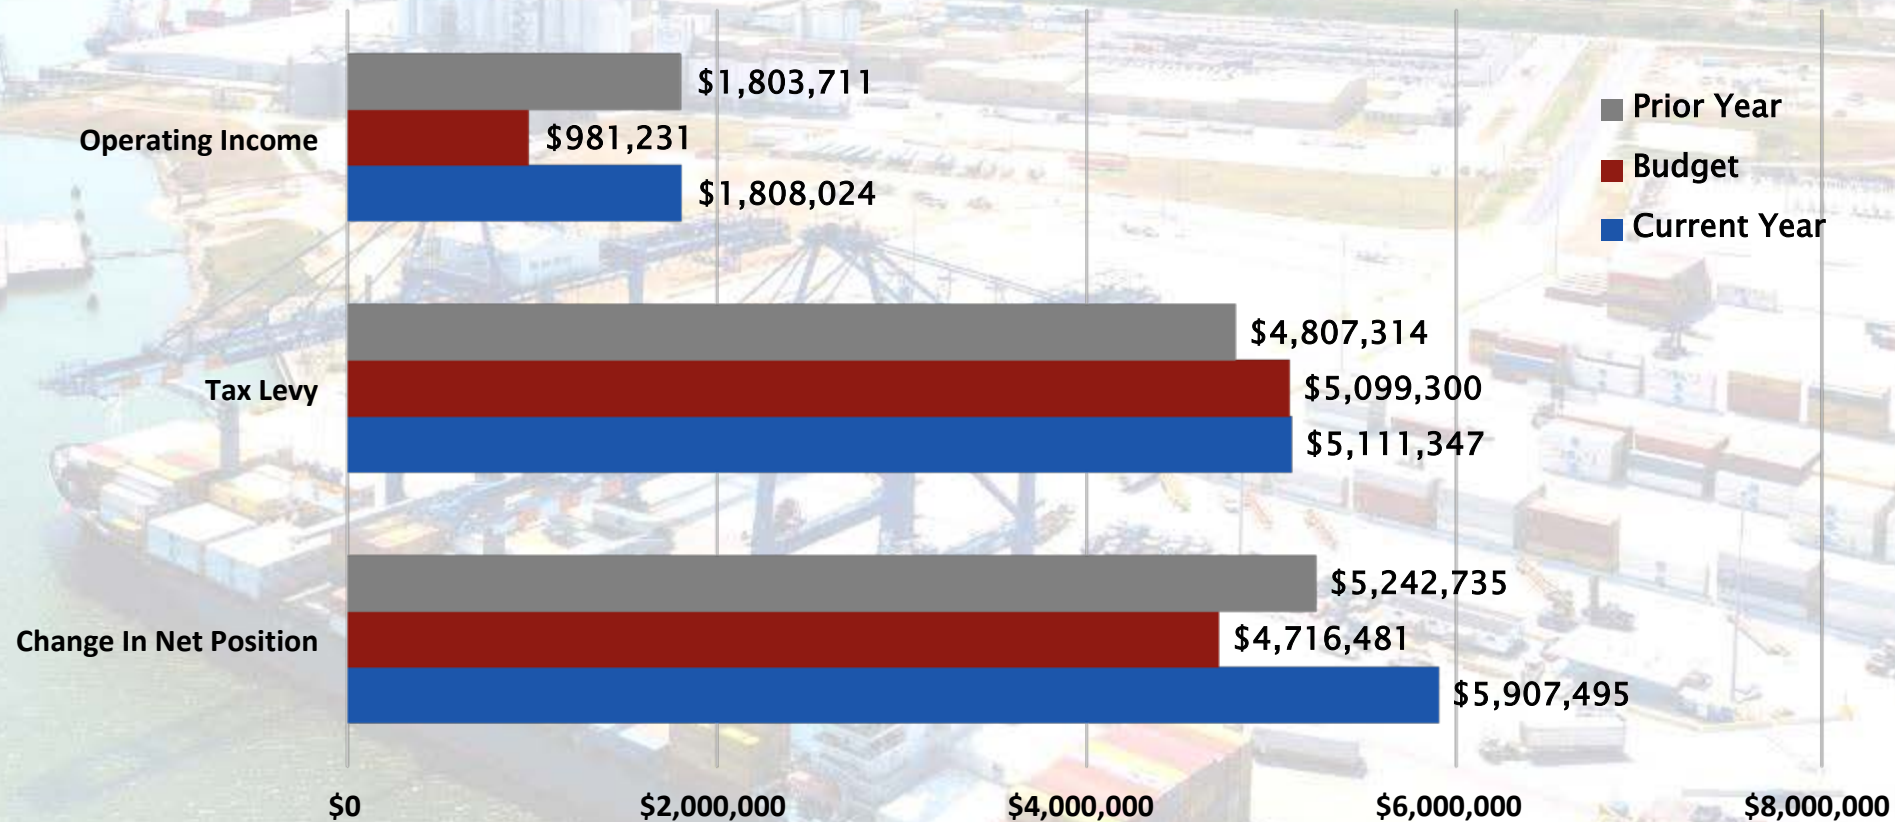 $1,803,711
Operating Income
$981,231
$1,808,024
Prior Year
Budget
Current Year
$4,807,314
Tax Levy
$5,099,300
$5,111,347
$5,242,735
Change In Net Position
$4,716,481
$5,907,495
$0
$2,000,000
$4,000,000
$6,000,000
$8,000,000